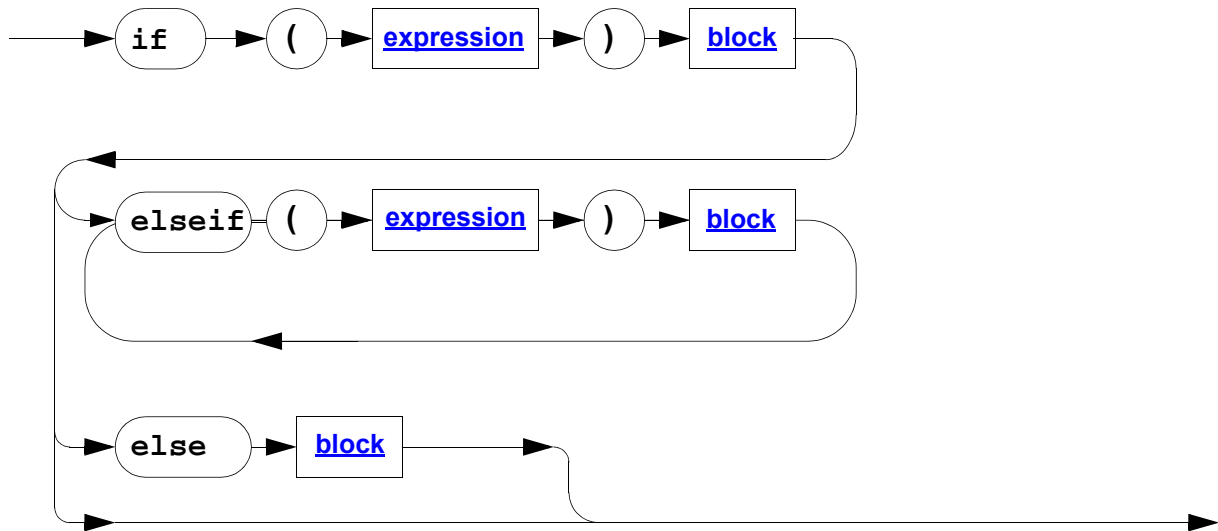 if ( expression ) block
elseif ( expression ) block
else block